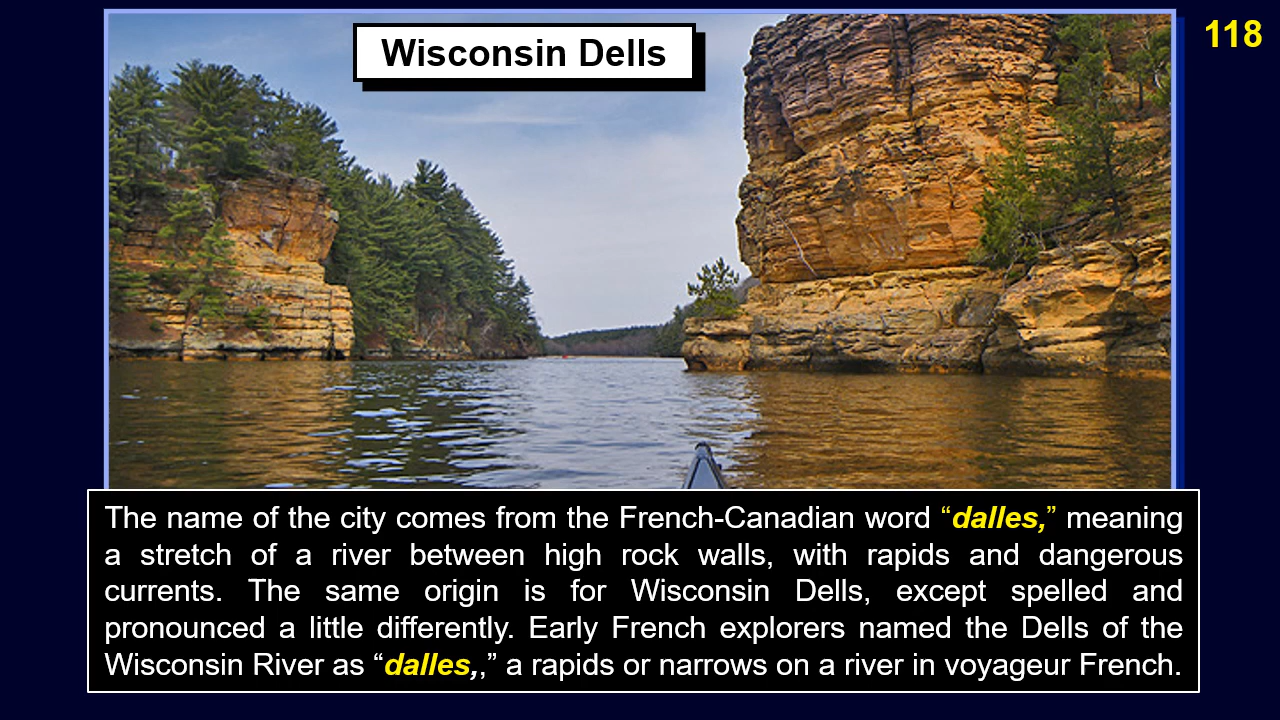 Wisconsin Dells
118
The name of the city comes from the French-Canadian word “dalles,” meaning
a stretch of a river between high rock walls, with rapids and dangerous
currents. The same origin is for Wisconsin Dells, except spelled and
pronounced a little differently. Early French explorers named the Dells of the
Wisconsin River as “dalles,,” a rapids or narrows on a river in voyageur French.